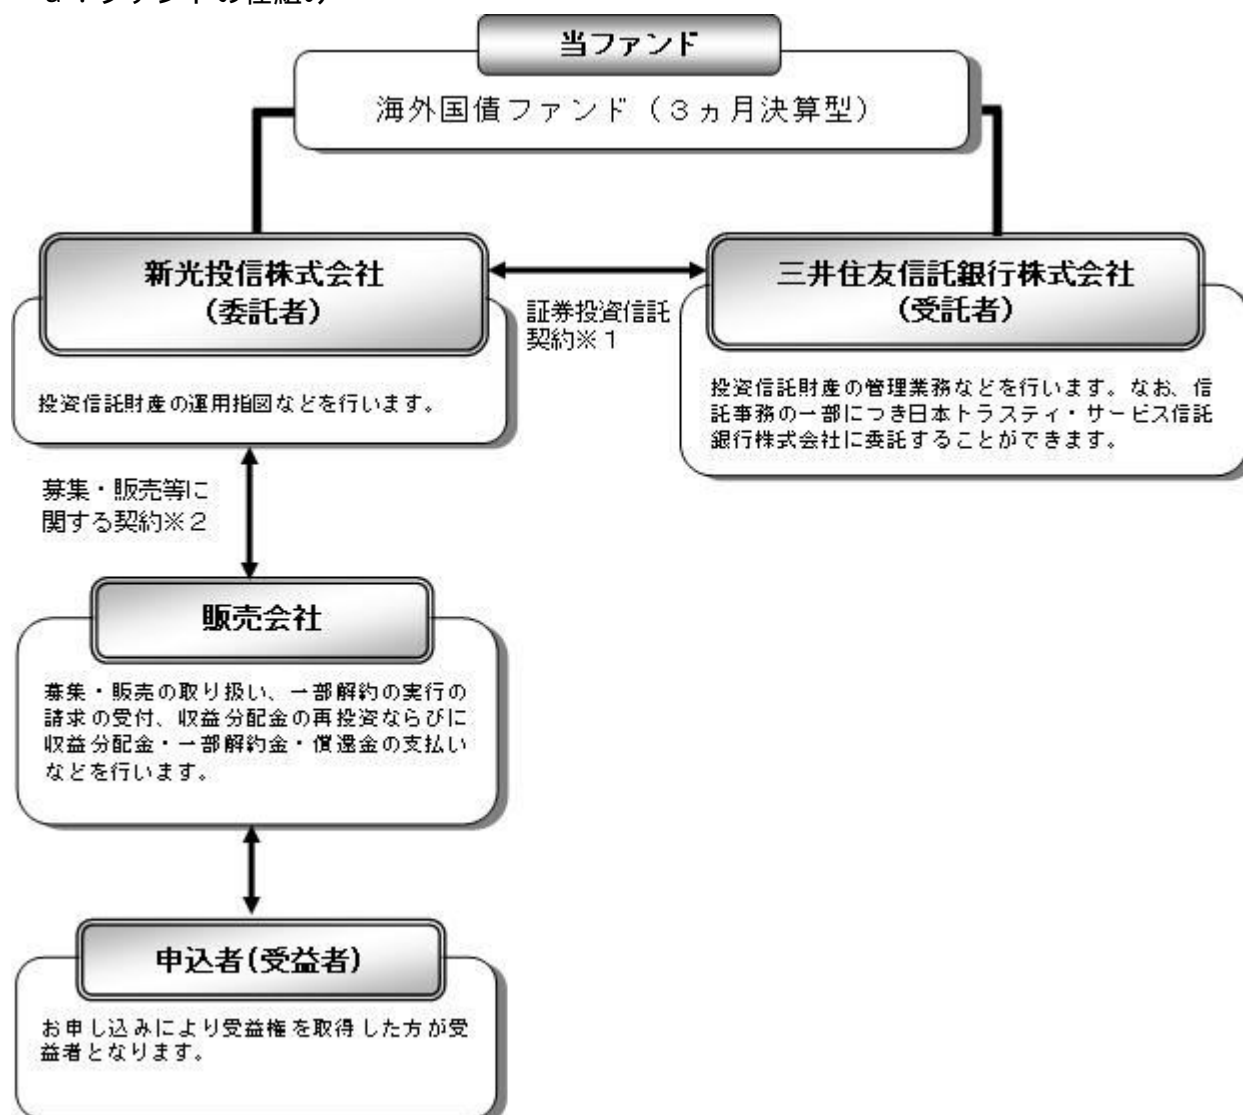 当ファンド
海外国債ファンド（３ヵ月決算型）
新光投信株式会社
(委託者)
投資信託財産の運用指図などを行います。
証券投資信託
契約※１
三井住友信託銀行株式会社
(受託者)
投資信託財産の管理業務などを行います。なお、信
託事務の一部につき日本トラスティ・サービス信託
銀行株式会社に委託することができます。
募集・販売等に
関する契約※２
販売会社
募集・販売の取り扱い、一部解約の実行の
請求の受付、収益分配金の再投資ならびに
収益分配金・一部解約金・償還金の支払い
などを行います。
申込者(受益者)
お申し込みにより受益権を取得した方が受
益者となります。